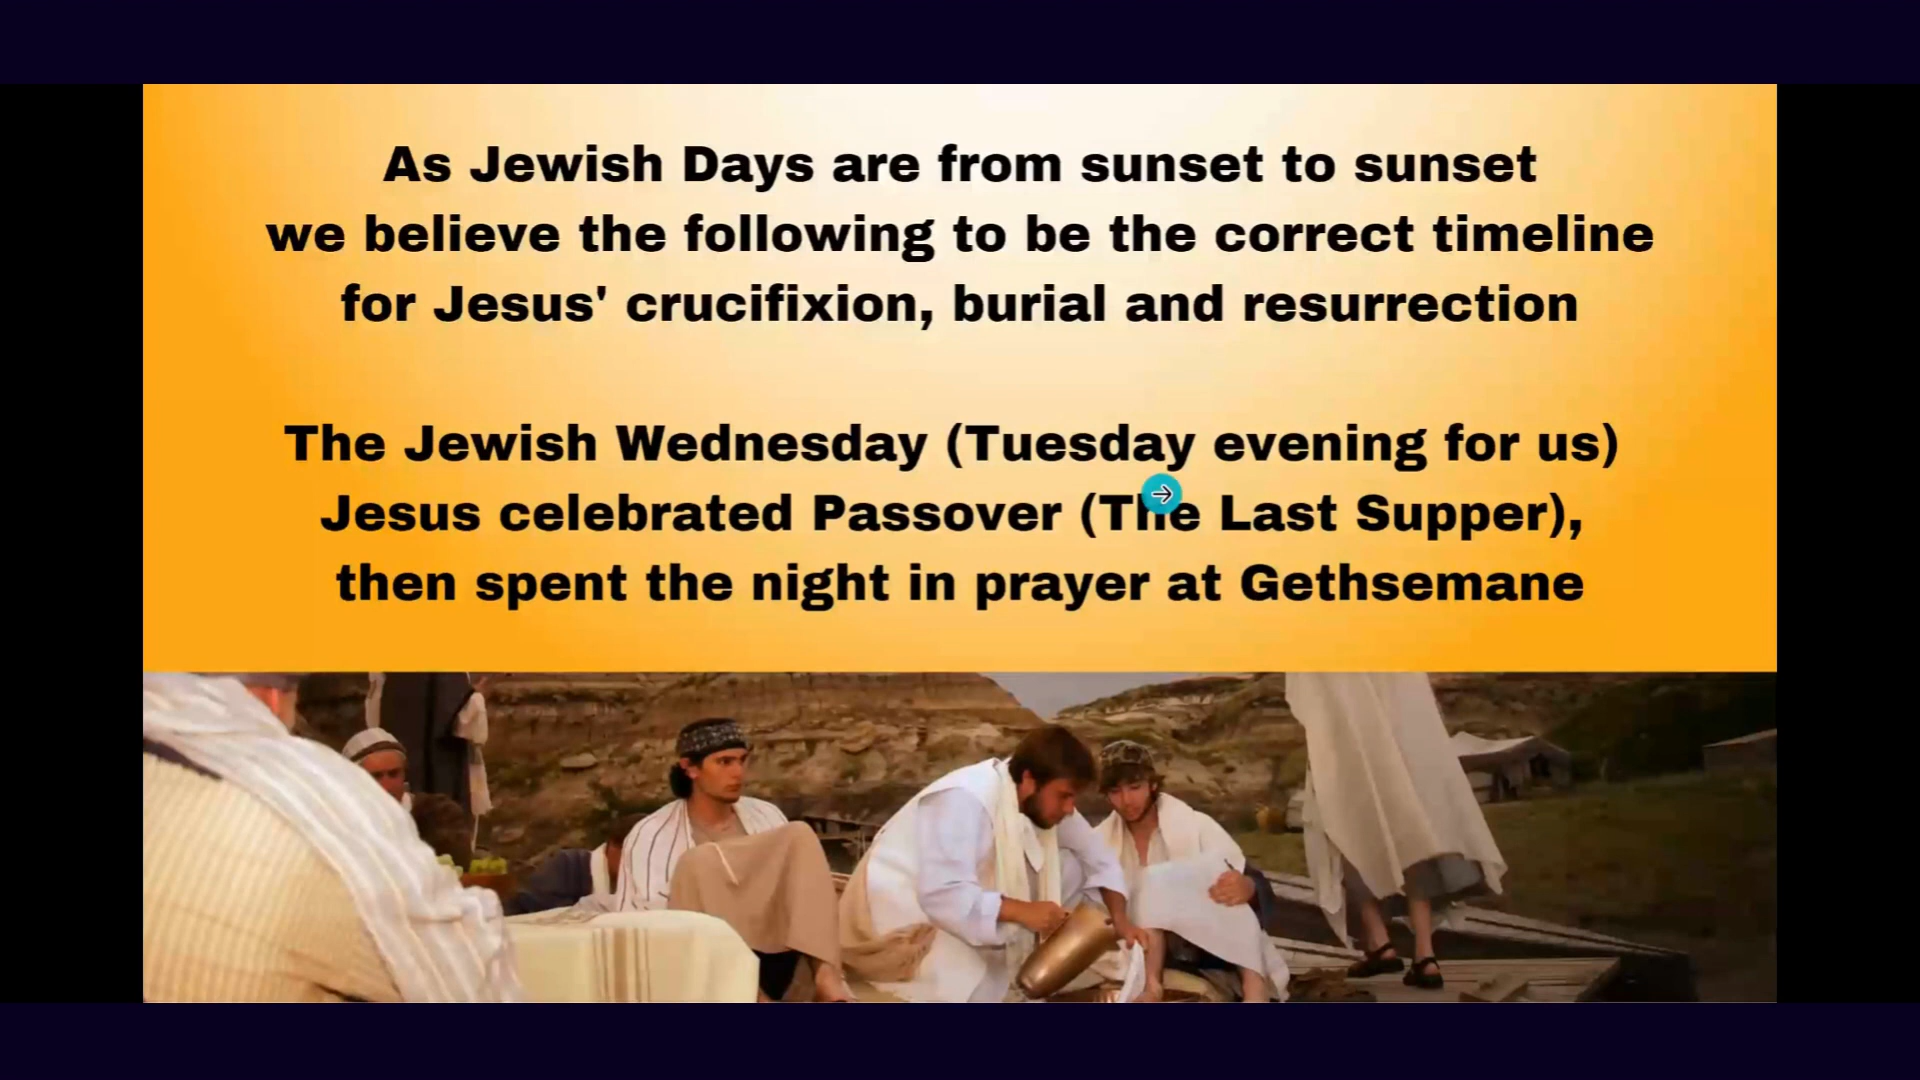 As Jewish Days are from sunset to sunset
we believe the following to be the correct timeline
for Jesus' crucifixion, burial and resurrection
The Jewish Wednesday (Tuesday evening for us)
Jesus celebrated Passover (The Last Supper),
then spent the night in prayer at Gethsemane